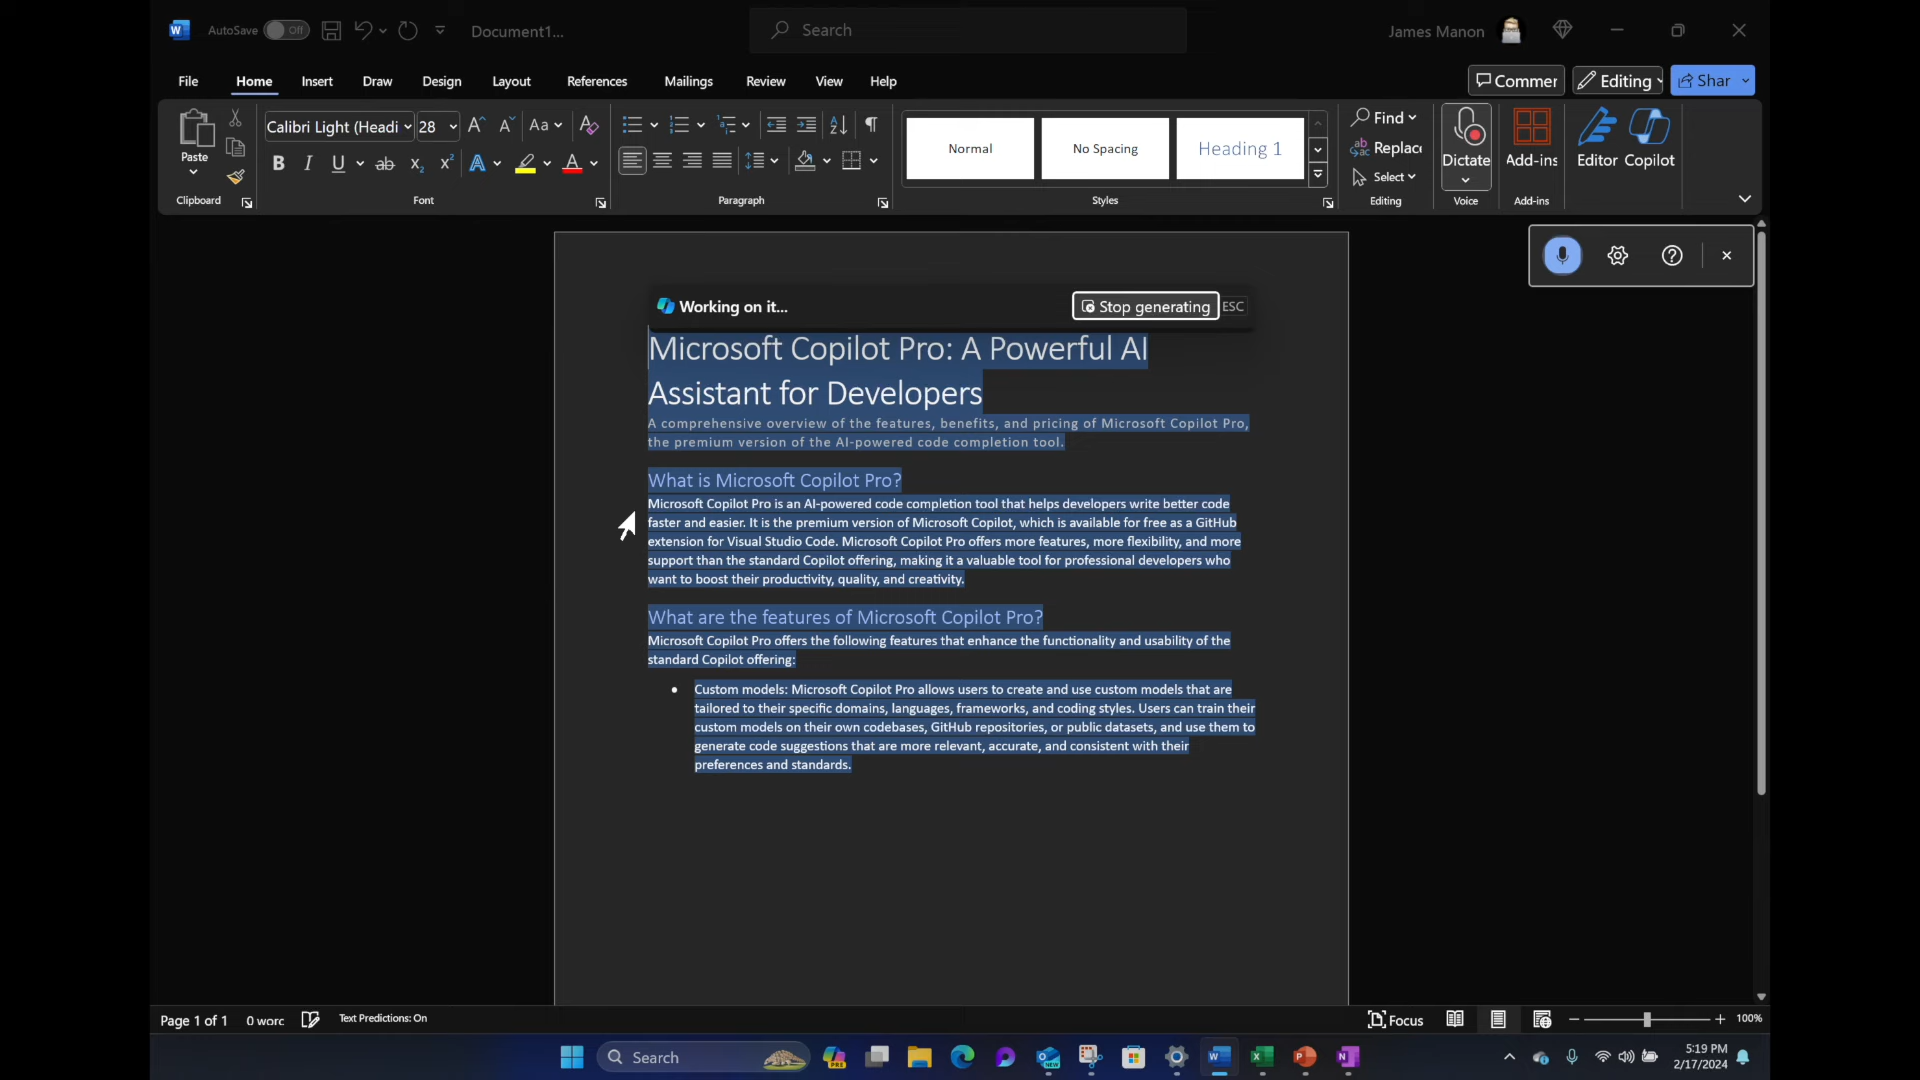 AutoSave Off Document1... Search James Manon
File Home Insert Draw Design Layout References Mailings Review View Help Comme Editing Shar
Calibri Light (Headi 28 Aa
Paste
Normal No Spacing Heading 1
Find
Replac
Select
Dictate Add-ins Editor Copilot
B I U ab x₂ x² A A
Clipboard Font Paragraph Styles Editing Voice Add-ins
Working on it... Stop generating ESC
Microsoft Copilot Pro: A Powerful AI
Assistant for Developers
A comprehensive overview of the features, benefits, and pricing of Microsoft Copilot Pro,
the premium version of the AI-powered code completion tool.
What is Microsoft Copilot Pro?
Microsoft Copilot Pro is an AI-powered code completion tool that helps developers write better code
faster and easier. It is the premium version of Microsoft Copilot, which is available for free as a GitHub
extension for Visual Studio Code. Microsoft Copilot Pro offers more features, more flexibility, and more
support than the standard Copilot offering, making it a valuable tool for professional developers who
want to boost their productivity, quality, and creativity.
What are the features of Microsoft Copilot Pro?
Microsoft Copilot Pro offers the following features that enhance the functionality and usability of the
standard Copilot offering:
• Custom models: Microsoft Copilot Pro allows users to create and use custom models that are
tailored to their specific domains, languages, frameworks, and coding styles. Users can train their
custom models on their own codebases, GitHub repositories, or public datasets, and use them to
generate code suggestions that are more relevant, accurate, and consistent with their
preferences and standards.
Page 1 of 1 0 worc Text Predictions: On Focus 100%
Search PRE NEW 5:19 PM
2/17/2024